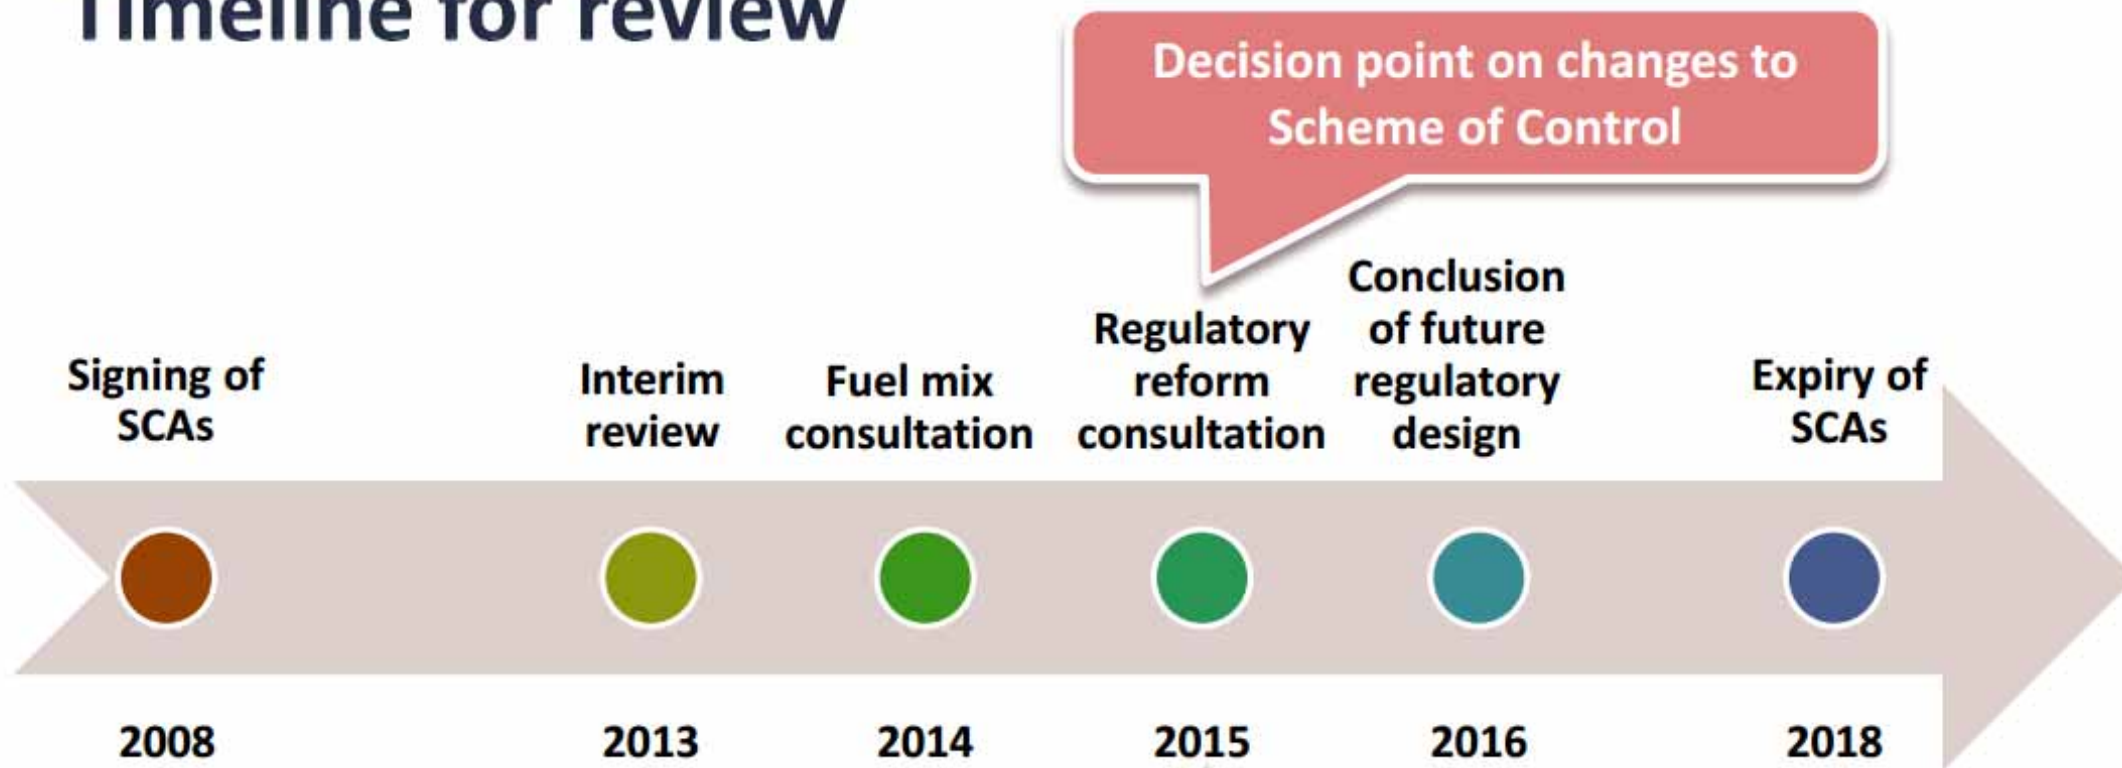 Timeline for review
Decision point on changes to
Scheme of Control
Signing of
SCAs
Interim
review
Fuel mix
consultation
Regulatory
reform
consultation
Conclusion
of future
regulatory
design
Expiry of
SCAs
2008
2013
2014
2015
2016
2018